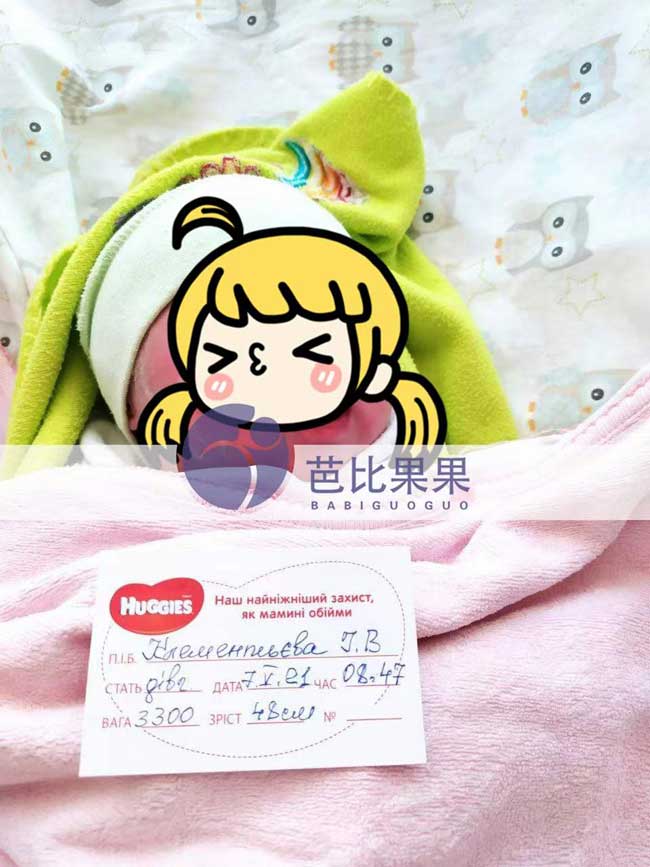 芭比果果
BABIGUOGUO
HUGGIES
Наш найніжніший захист,
як мамині обійми
П.І.Б. Клементьєва Г.В
СТАТЬ дівч. ДАТА 7.V.21 ЧАС 08.47
ВАГА 3300 ЗРІСТ 48см №